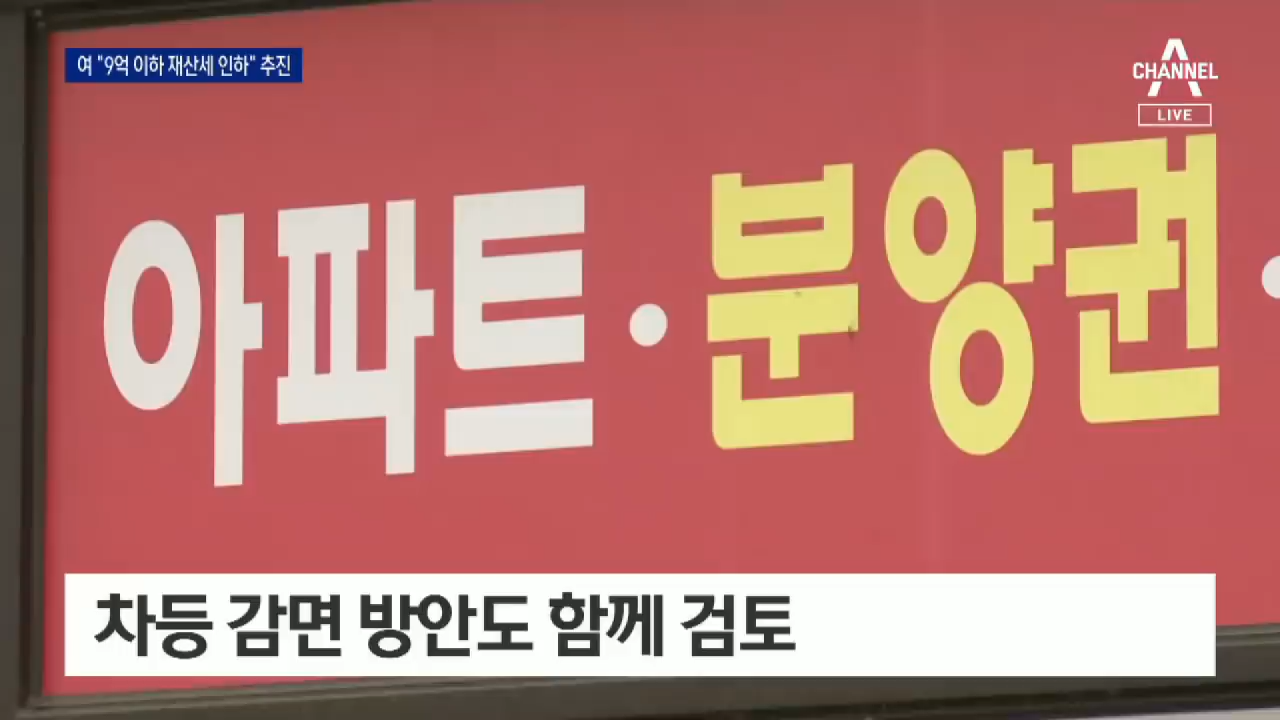 여 "9억 이하 재산세 인하" 추진
CHANNEL A
LIVE
아파트·분양권·
차등 감면 방안도 함께 검토